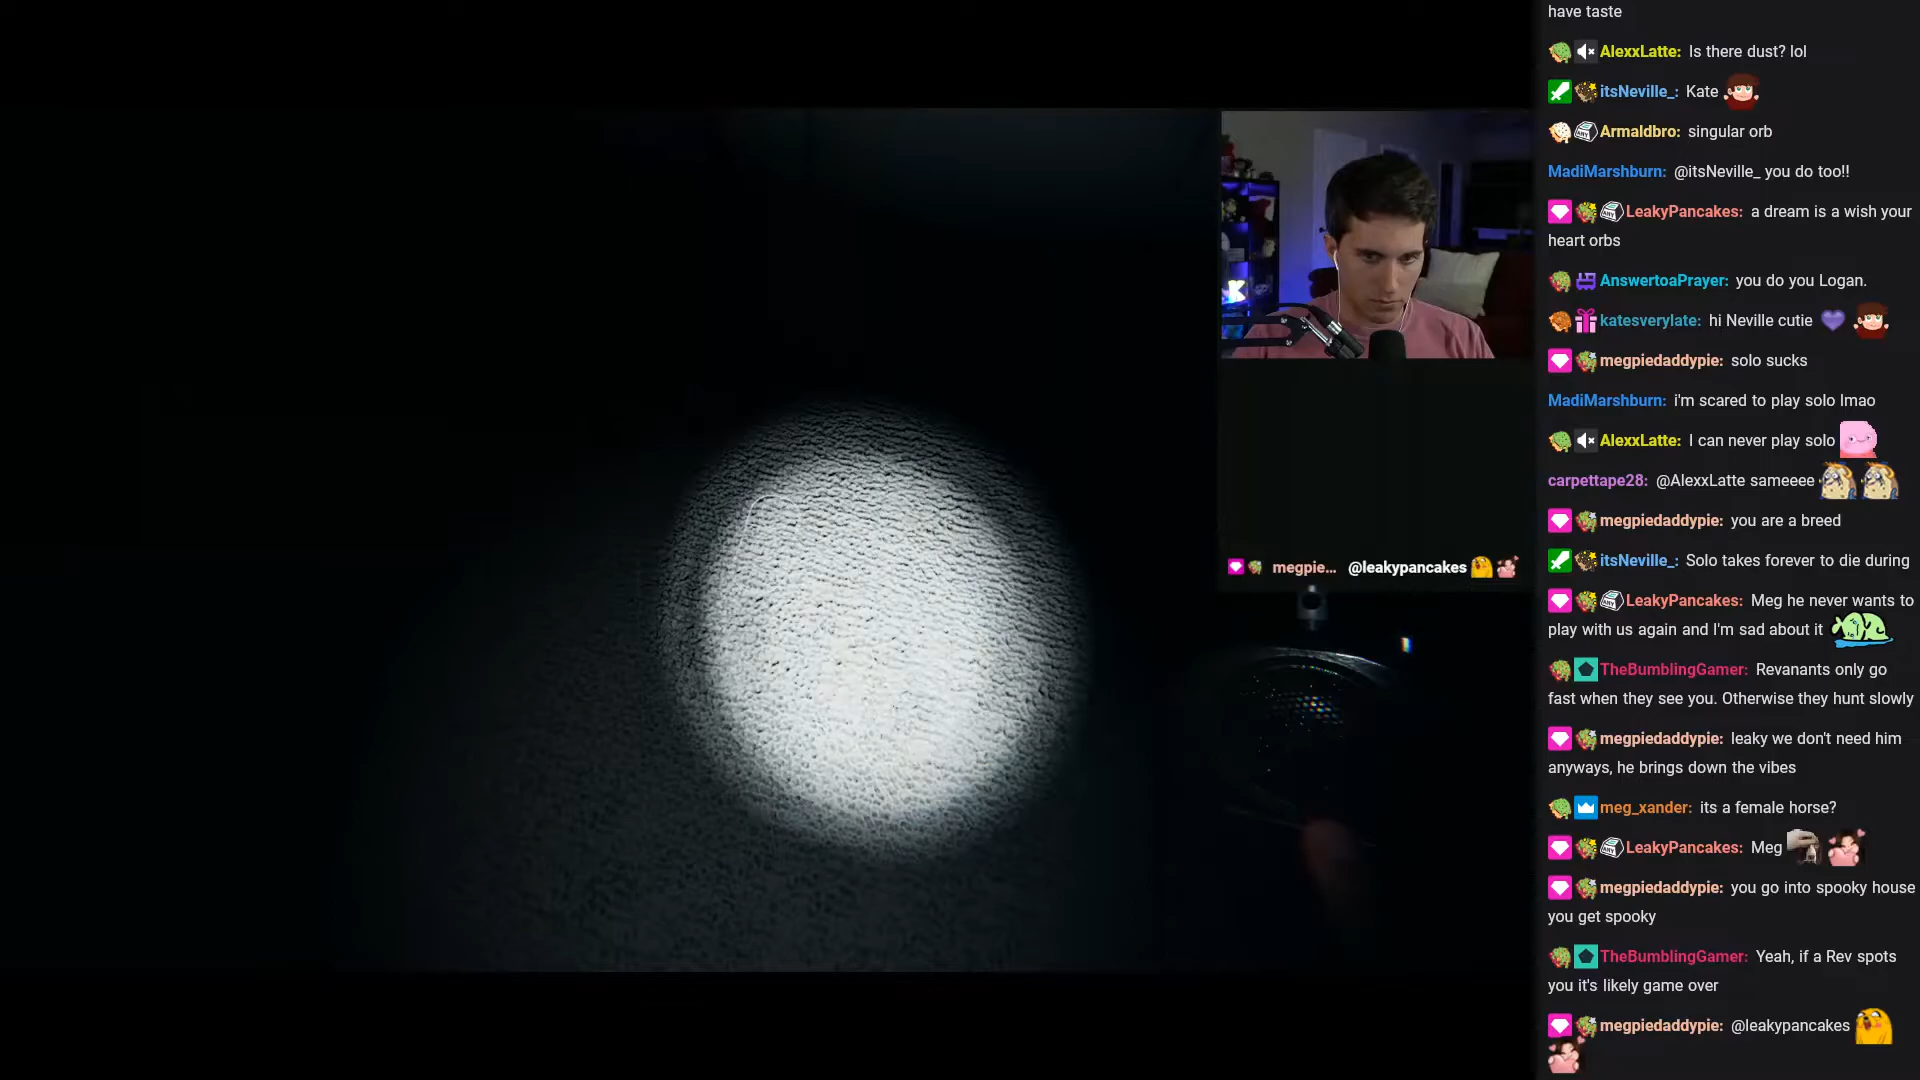 have taste
AlexxLatte: Is there dust? lol
itsNeville_: Kate
Armaldbro: singular orb
MadiMarshburn: @itsNeville_ you do too!!
LeakyPancakes: a dream is a wish your
heart orbs
AnswertoaPrayer: you do you Logan.
katesverylate: hi Neville cutie
megpiedaddypie: solo sucks
MadiMarshburn: i'm scared to play solo lmao
AlexxLatte: I can never play solo
carpettape28: @AlexxLatte sameeee
megpiedaddypie: you are a breed
itsNeville_: Solo takes forever to die during
LeakyPancakes: Meg he never wants to
play with us again and I'm sad about it
TheBumblingGamer: Revanants only go
fast when they see you. Otherwise they hunt slowly
megpiedaddypie: leaky we don't need him
anyways, he brings down the vibes
meg_xander: its a female horse?
LeakyPancakes: Meg
megpiedaddypie: you go into spooky house
you get spooky
TheBumblingGamer: Yeah, if a Rev spots
you it's likely game over
megpiedaddypie: @leakypancakes
megpie... @leakypancakes
K